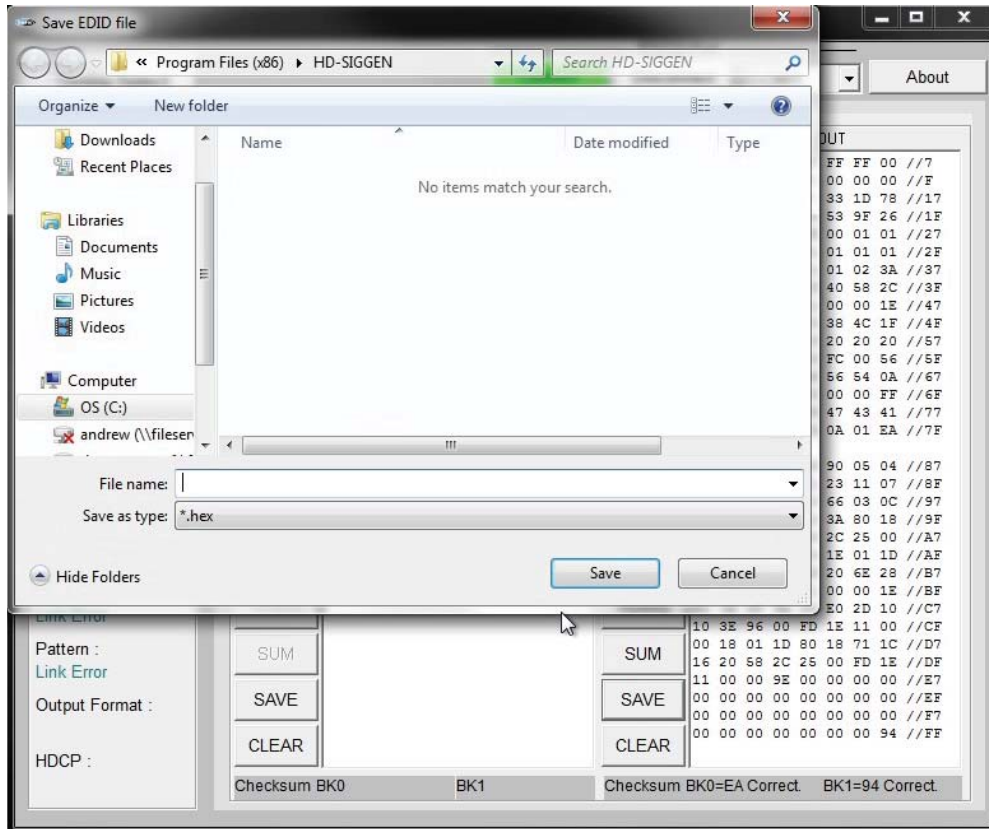 Save EDID file
« Program Files (x86) ▸ HD-SIGGEN
Search HD-SIGGEN
About
Organize
New folder
Downloads
Recent Places
Libraries
Documents
Music
Pictures
Videos
Computer
OS (C:)
andrew (\\fileserv
Name
Date modified
Type
No items match your search.
File name:
Save as type: *.hex
Hide Folders
Save
Cancel
OUT
FF FF 00 //7
00 00 00 //F
33 1D 78 //17
53 9F 26 //1F
00 01 01 //27
01 01 01 //2F
01 02 3A //37
40 58 2C //3F
00 00 1E //47
38 4C 1F //4F
20 20 20 //57
FC 00 56 //5F
56 54 0A //67
00 00 FF //6F
47 43 41 //77
0A 01 EA //7F
90 05 04 //87
23 11 07 //8F
66 03 0C //97
3A 80 18 //9F
2C 25 00 //A7
1E 01 1D //AF
20 6E 28 //B7
00 00 1E //BF
E0 2D 10 //C7
10 3E 96 00 FD 1E 11 00 //CF
00 18 01 1D 80 18 71 1C //D7
16 20 58 2C 25 00 FD 1E //DF
11 00 00 9E 00 00 00 00 //E7
00 00 00 00 00 00 00 00 //EF
00 00 00 00 00 00 00 00 //F7
00 00 00 00 00 00 00 94 //FF
Link Error
Pattern :
Link Error
Output Format :
HDCP :
SUM
SAVE
CLEAR
SUM
SAVE
CLEAR
Checksum BK0 BK1
Checksum BK0=EA Correct. BK1=94 Correct.